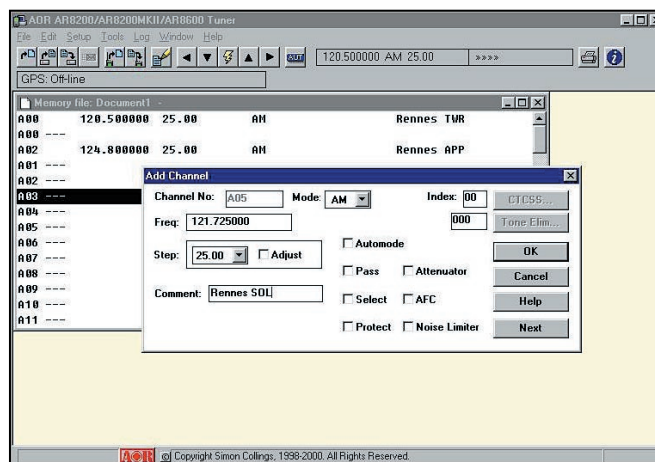 AOR AR8200/AR8200MKII/AR8600 Tuner
File Edit Setup Tools Log Window Help
AUT 120.500000 AM 25.00 »»»»
GPS: Off-line
Memory file: Document1 -
A00 120.500000 25.00 AM Rennes TWR
A00 ---
A02 124.800000 25.00 AM Rennes APP
A01 ---
A02 ---
A03 ---
A04 ---
A05 ---
A06 ---
A07 ---
A08 ---
A09 ---
A10 ---
A11 ---
Add Channel
Channel No: A05 Mode: AM Index: 00 CTCSS...
Freq: 121.725000 000 Tone Elim...
Automode
Step: 25.00 Adjust OK
Pass Attenuator Cancel
Comment: Rennes SOL Select AFC Help
Protect Noise Limiter Next
AOR (c) Copyright Simon Collings, 1998-2000. All Rights Reserved.